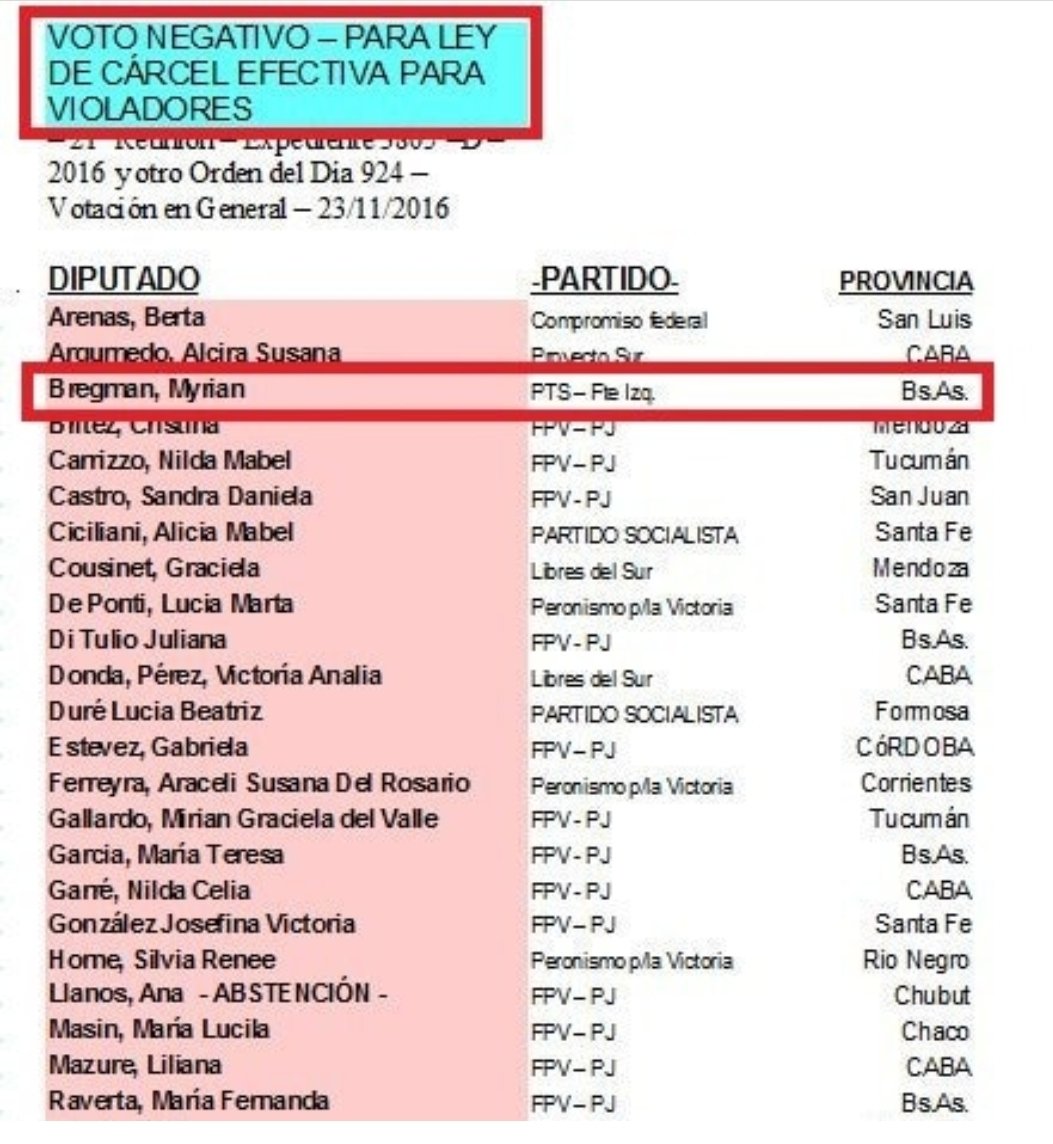 VOTO NEGATIVO – PARA LEY
DE CÁRCEL EFECTIVA PARA
VIOLADORES
– 21 Reunión – Expediente 3805 –D –
2016 y otro Orden del Dia 924 –
Votación en General – 23/11/2016
DIPUTADO -PARTIDO- PROVINCIA
Arenas, Berta Compromiso federal San Luis
Argumedo, Alcira Susana Proyecto Sur CABA
Bregman, Myrian PTS – Fte Izq. Bs.As.
Britez, Cristina FPV – PJ Mendoza
Carrizzo, Nilda Mabel FPV – PJ Tucumán
Castro, Sandra Daniela FPV - PJ San Juan
Ciciliani, Alicia Mabel PARTIDO SOCIALISTA Santa Fe
Cousinet, Graciela Libres del Sur Mendoza
De Ponti, Lucia Marta Peronismo p/la Victoria Santa Fe
Di Tulio Juliana FPV - PJ Bs.As.
Donda, Pérez, Victoría Analia Libres del Sur CABA
Duré Lucia Beatriz PARTIDO SOCIALISTA Formosa
Estevez, Gabriela FPV – PJ CóRDOBA
Ferreyra, Araceli Susana Del Rosario Peronismo p/la Victoria Corrientes
Gallardo, Mirian Graciela del Valle FPV - PJ Tucumán
Garcia, María Teresa FPV - PJ Bs.As.
Garré, Nilda Celia FPV - PJ CABA
González Josefina Victoria FPV – PJ Santa Fe
Horne, Silvia Renee Peronismo p/la Victoria Rio Negro
Llanos, Ana - ABSTENCIÓN - FPV – PJ Chubut
Masin, María Lucila FPV – PJ Chaco
Mazure, Liliana FPV – PJ CABA
Raverta, María Fernanda FPV – PJ Bs.As.